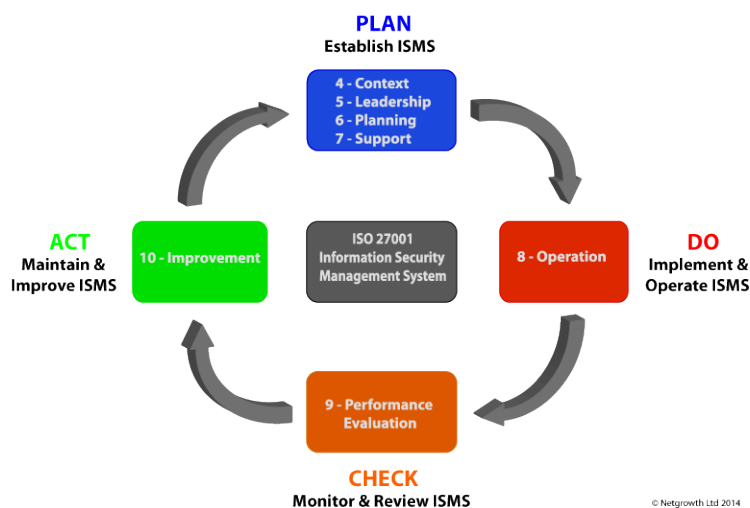 PLAN
Establish ISMS
4 - Context
5 - Leadership
6 - Planning
7 - Support
ACT
Maintain &
Improve ISMS
10 - Improvement
ISO 27001
Information Security
Management System
8 - Operation
DO
Implement &
Operate ISMS
9 - Performance
Evaluation
CHECK
Monitor & Review ISMS
© Netgrowth Ltd 2014